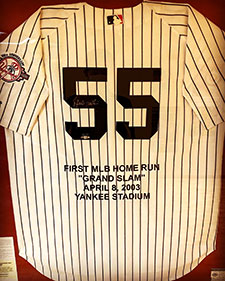 55
FIRST MLB HOME RUN
"GRAND SLAM"
APRIL 8, 2003
YANKEE STADIUM